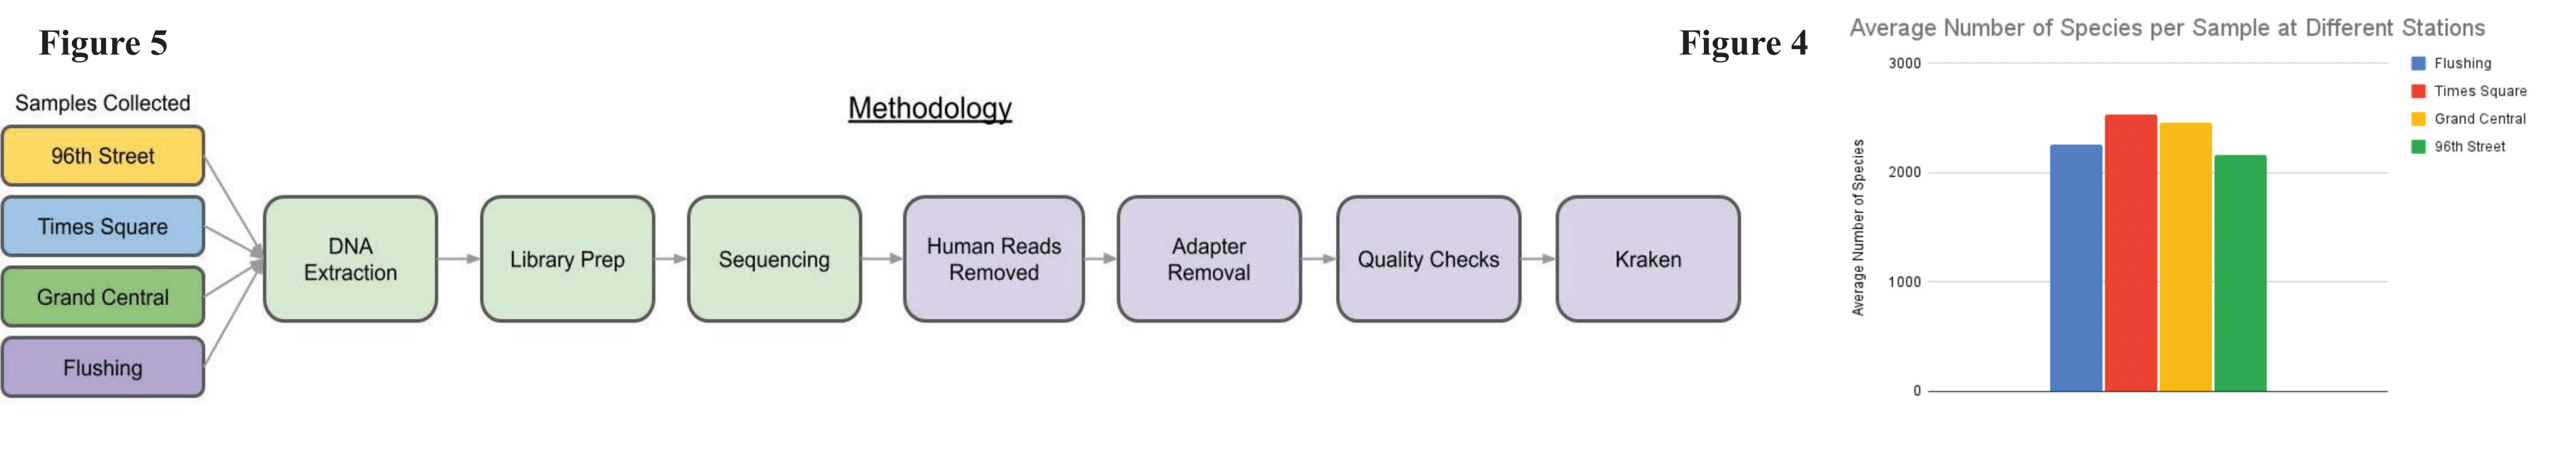 Figure 5
Samples Collected
96th Street
Times Square
Grand Central
Flushing
Methodology
DNA
Extraction
Library Prep
Sequencing
Human Reads
Removed
Adapter
Removal
Quality Checks
Kraken
Figure 4
Average Number of Species per Sample at Different Stations
Average Number of Species
3000
2000
1000
0
Flushing
Times Square
Grand Central
96th Street